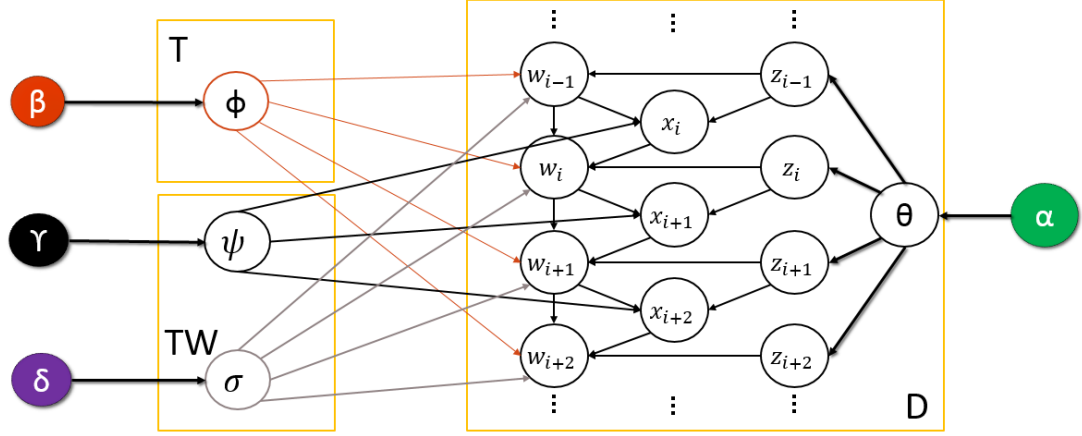 T
β
ϕ
ϒ
ψ
TW
δ
σ
⋮ ⋮ ⋮
w_{i-1} z_{i-1}
x_i
w_i z_i
x_{i+1}
θ
α
w_{i+1} z_{i+1}
x_{i+2}
w_{i+2} z_{i+2}
⋮ ⋮
D